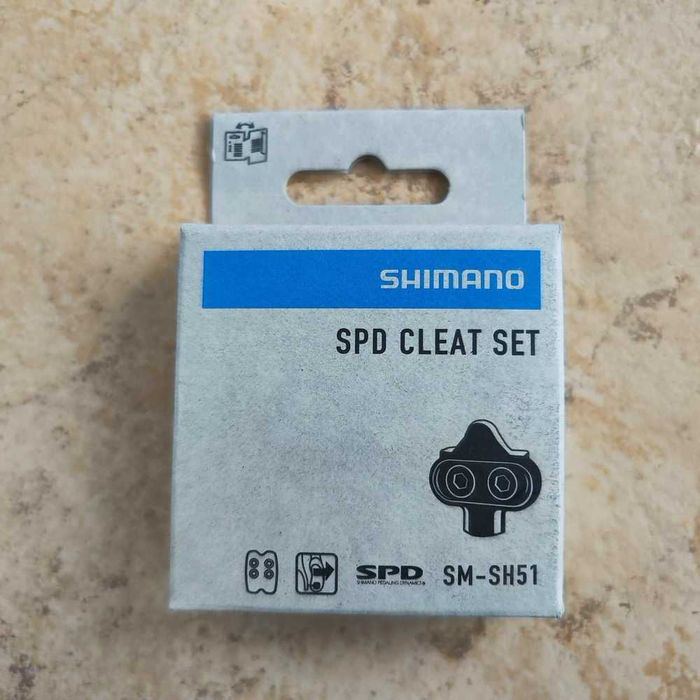 SHIMANO
SPD CLEAT SET
SPD SM-SH51
SHIMANO PEDALING DYNAMICS®